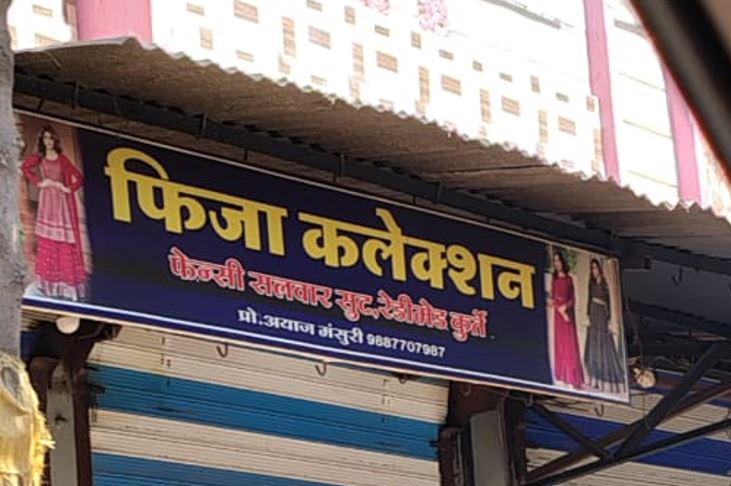 फिजा कलेक्शन
फेन्सी सलवार सुट,रेडीमेड कुर्ते
प्रो.अयाज मंसुरी 9887707987